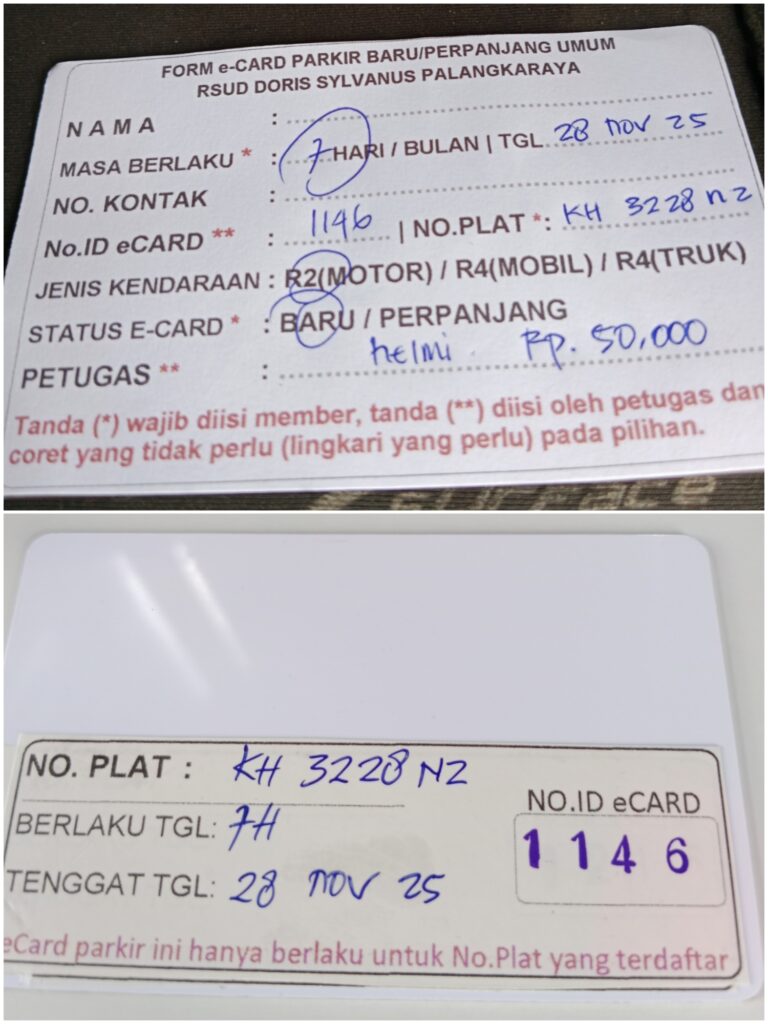 FORM e-CARD PARKIR BARU/PERPANJANG UMUM
RSUD DORIS SYLVANUS PALANGKARAYA
NAMA :
MASA BERLAKU * : 7 HARI / BULAN | TGL 28 NOV 25
NO. KONTAK :
No.ID eCARD ** : 1146 | NO.PLAT *: KH 3228 NZ
JENIS KENDARAAN : R2(MOTOR) / R4(MOBIL) / R4(TRUK)
STATUS E-CARD * : BARU / PERPANJANG
PETUGAS ** : helmi. Rp. 50,000
Tanda (*) wajib diisi member, tanda (**) diisi oleh petugas dan
coret yang tidak perlu (lingkari yang perlu) pada pilihan.
NO. PLAT : KH 3228 NZ
BERLAKU TGL: 7H
TENGGAT TGL: 28 NOV 25
NO.ID eCARD
1146
eCard parkir ini hanya berlaku untuk No.Plat yang terdaftar